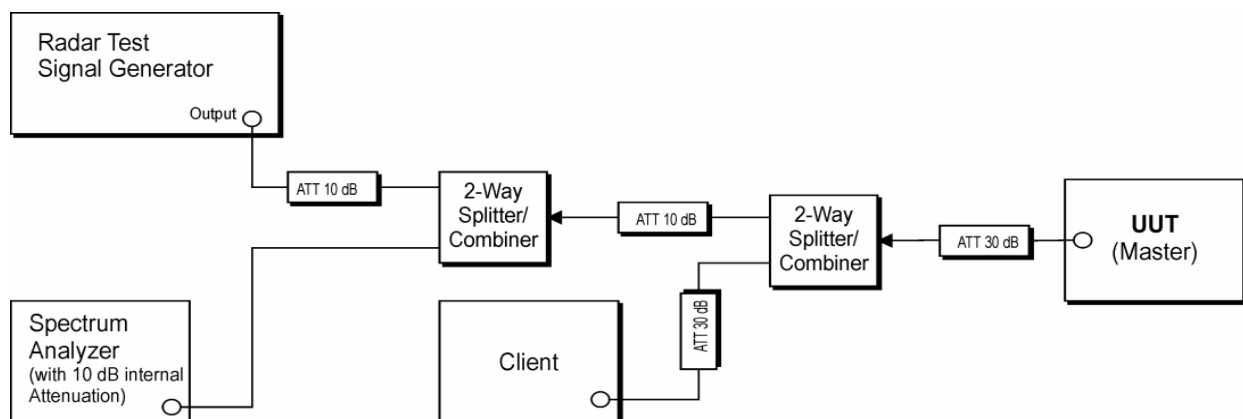 Radar Test
Signal Generator
Output
ATT 10 dB
2-Way
Splitter/
Combiner
ATT 10 dB
2-Way
Splitter/
Combiner
ATT 30 dB
UUT
(Master)
Spectrum
Analyzer
(with 10 dB internal
Attenuation)
Client
ATT 30 dB